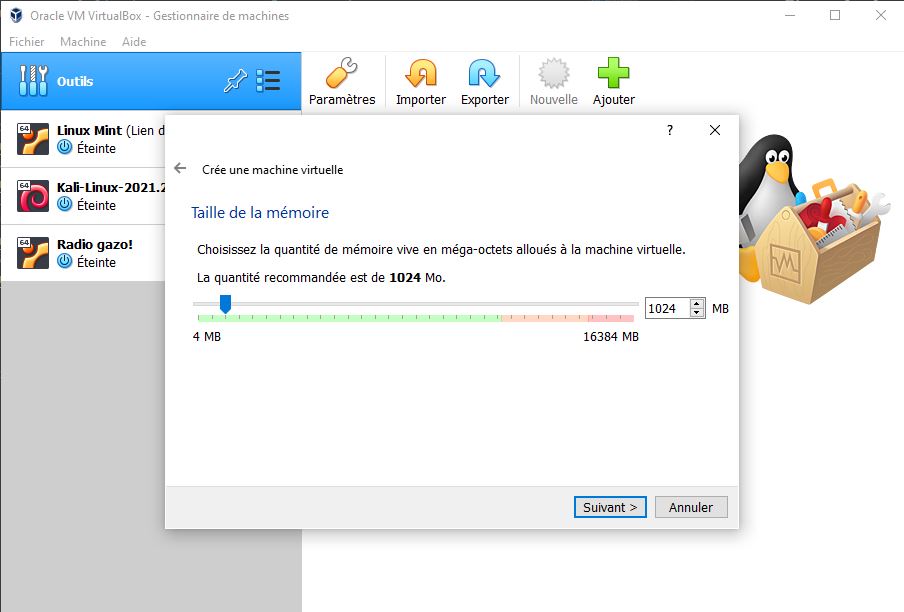 Oracle VM VirtualBox - Gestionnaire de machines
Fichier Machine Aide
Outils
Paramètres Importer Exporter Nouvelle Ajouter
64
Linux Mint (Lien d
Éteinte
64
Kali-Linux-2021.2
Éteinte
64
Radio gazo!
Éteinte
? 
Crée une machine virtuelle
Taille de la mémoire
Choisissez la quantité de mémoire vive en méga-octets alloués à la machine virtuelle.
La quantité recommandée est de 1024 Mo.
1024 MB
4 MB 16384 MB
Suivant > Annuler